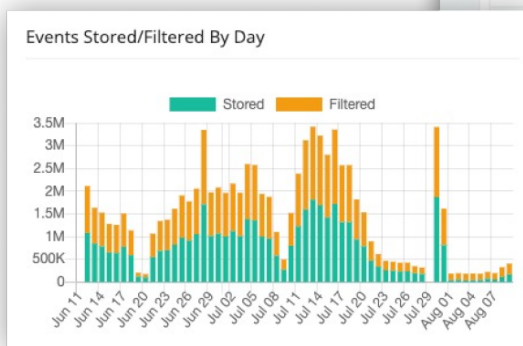 Events Stored/Filtered By Day
Stored Filtered
3.5M
3M
2.5M
2M
1.5M
1M
500K
0
Jun 11 Jun 14 Jun 17 Jun 20 Jun 23 Jun 26 Jun 29 Jul 02 Jul 05 Jul 08 Jul 11 Jul 14 Jul 17 Jul 20 Jul 23 Jul 26 Jul 29 Aug 01 Aug 04 Aug 07